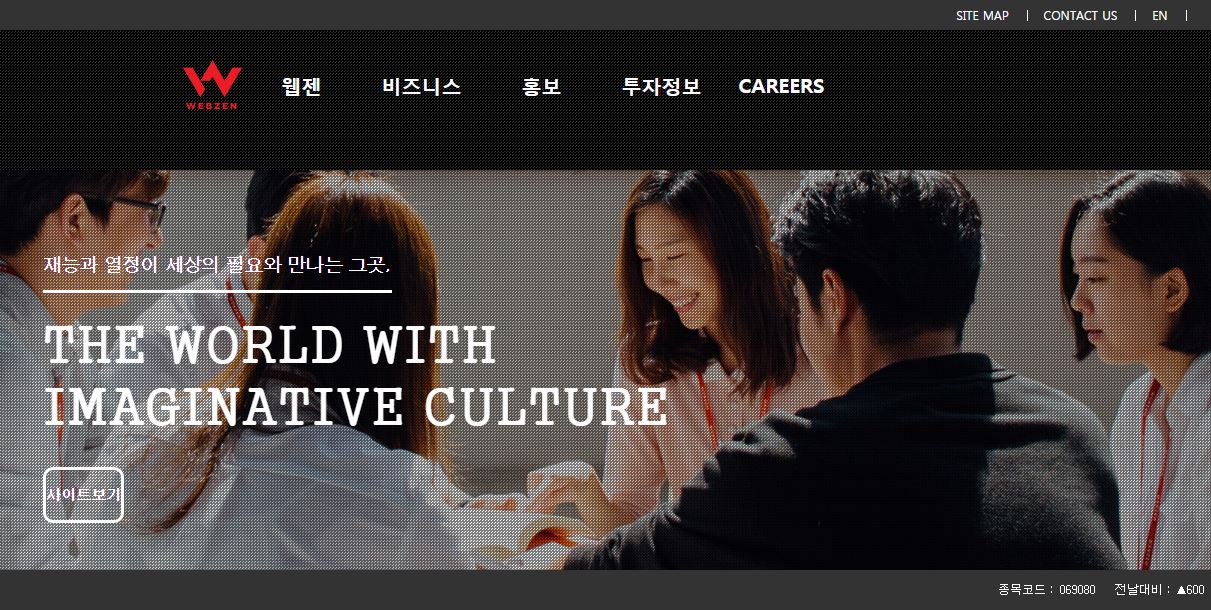 SITE MAP | CONTACT US | EN |
WEBZEN
웹젠 비즈니스 홍보 투자정보 CAREERS
재능과 열정이 세상의 필요와 만나는 그곳,
THE WORLD WITH
IMAGINATIVE CULTURE
사이트보기
종목코드 : 069080 전날대비 : ▲600